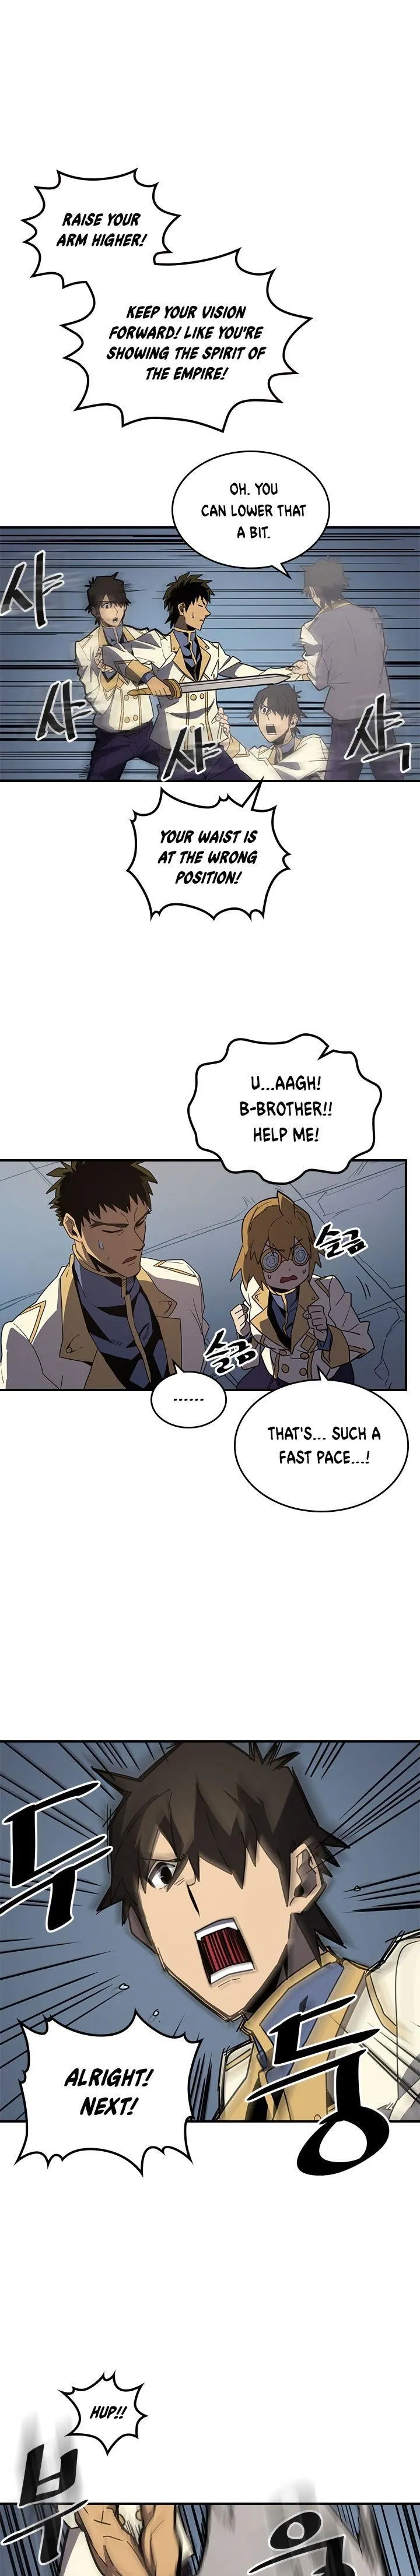 RAISE YOUR
ARM HIGHER!
KEEP YOUR VISION
FORWARD! LIKE YOU'RE
SHOWING THE SPIRIT OF
THE EMPIRE!
OH. YOU
CAN LOWER THAT
A BIT.
사
사
사
삭
YOUR WAIST IS
AT THE WRONG
POSITION!
U...AAGH!
B-BROTHER!!
HELP ME!
슬금
슬금
......
THAT'S... SUCH A
FAST PACE...!
두
둥
ALRIGHT!
NEXT!
HUP!!
부
우